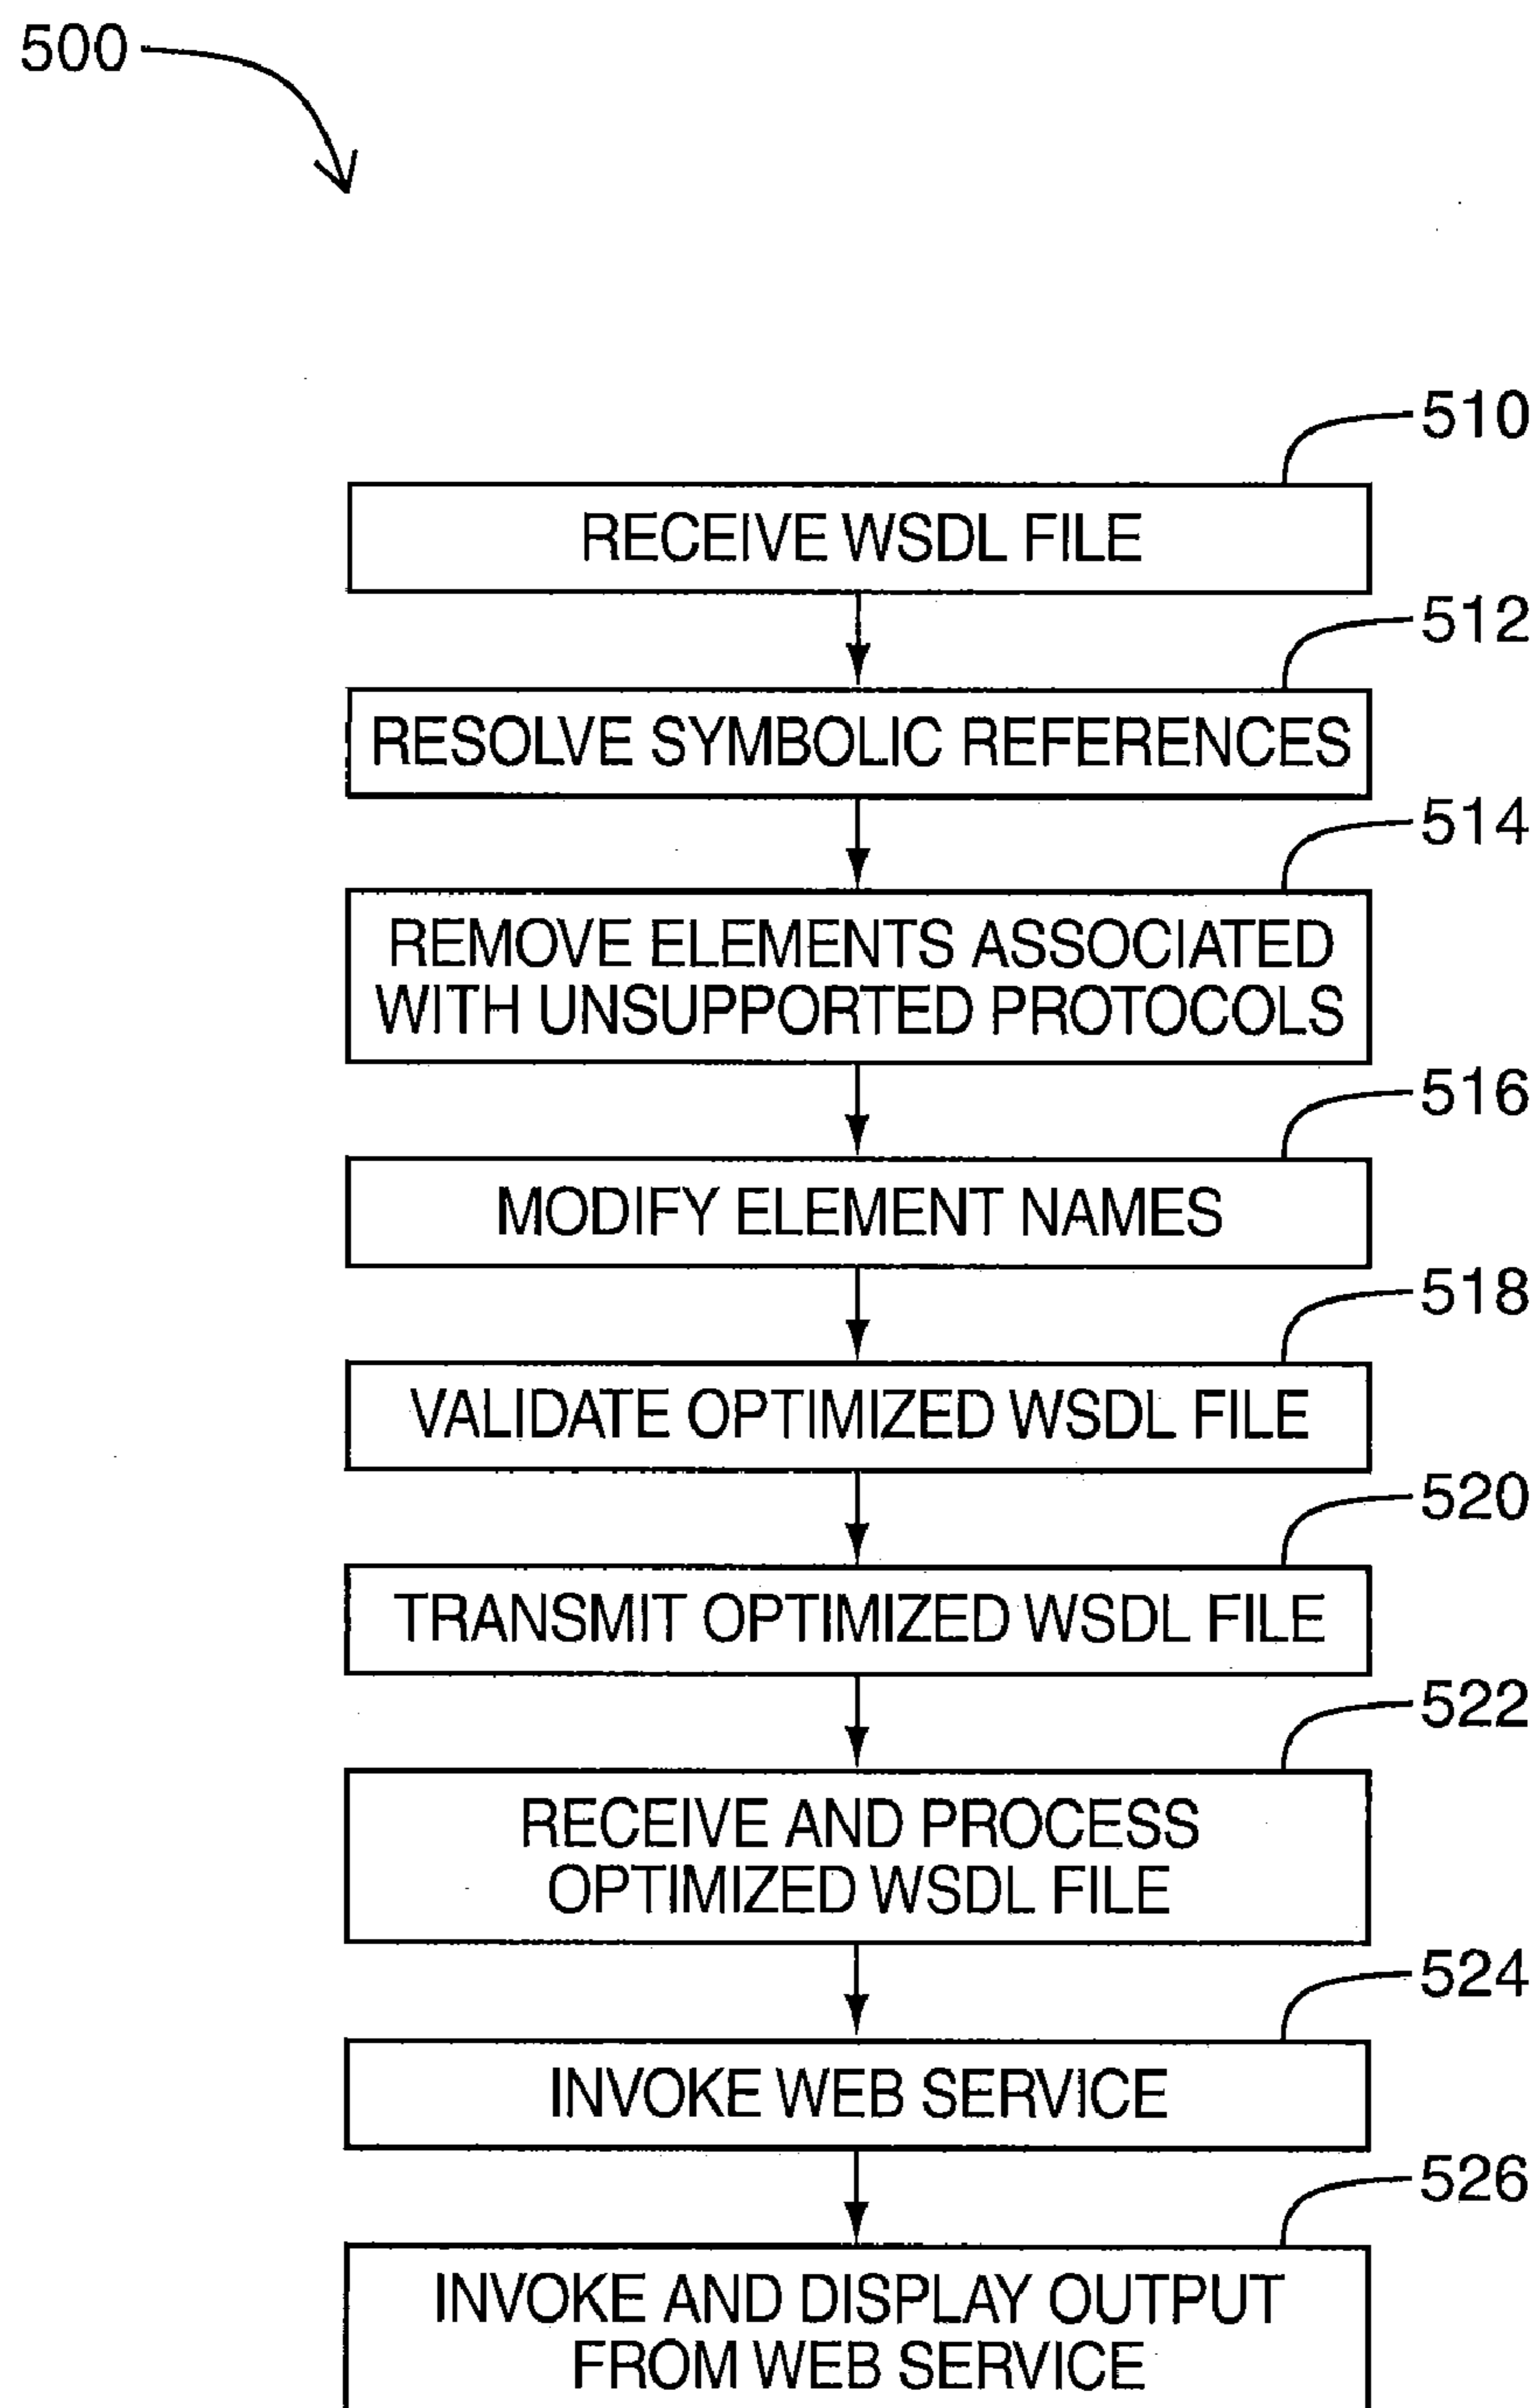 500
510
RECEIVE WSDL FILE
512
RESOLVE SYMBOLIC REFERENCES
514
REMOVE ELEMENTS ASSOCIATED
WITH UNSUPPORTED PROTOCOLS
516
MODIFY ELEMENT NAMES
518
VALIDATE OPTIMIZED WSDL FILE
520
TRANSMIT OPTIMIZED WSDL FILE
522
RECEIVE AND PROCESS
OPTIMIZED WSDL FILE
524
INVOKE WEB SERVICE
526
INVOKE AND DISPLAY OUTPUT
FROM WEB SERVICE